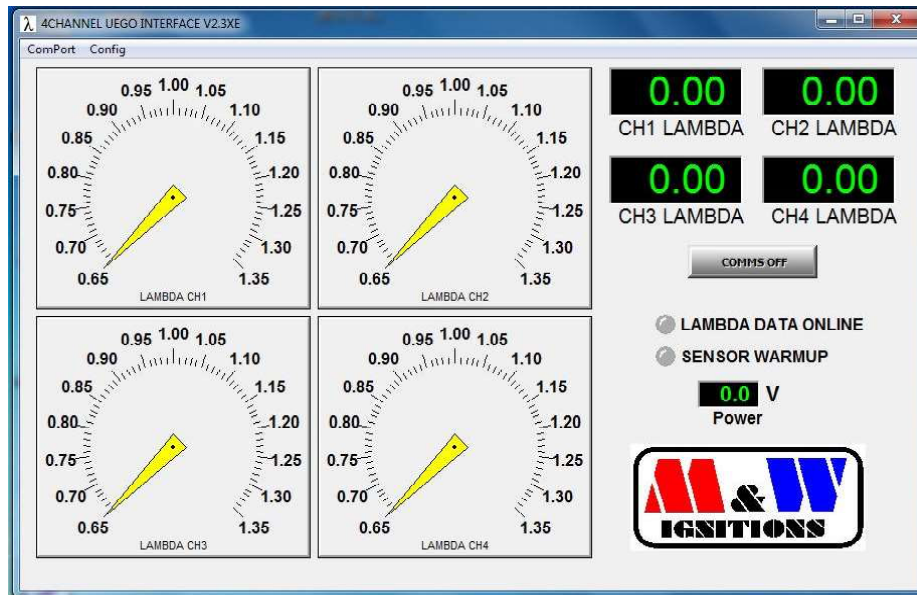 4CHANNEL UEGO INTERFACE V2.3XE
ComPort Config
0.65 0.70 0.75 0.80 0.85 0.90 0.95 1.00 1.05 1.10 1.15 1.20 1.25 1.30 1.35
LAMBDA CH1
0.65 0.70 0.75 0.80 0.85 0.90 0.95 1.00 1.05 1.10 1.15 1.20 1.25 1.30 1.35
LAMBDA CH2
0.65 0.70 0.75 0.80 0.85 0.90 0.95 1.00 1.05 1.10 1.15 1.20 1.25 1.30 1.35
LAMBDA CH3
0.65 0.70 0.75 0.80 0.85 0.90 0.95 1.00 1.05 1.10 1.15 1.20 1.25 1.30 1.35
LAMBDA CH4
0.00 0.00
CH1 LAMBDA CH2 LAMBDA
0.00 0.00
CH3 LAMBDA CH4 LAMBDA
COMMS OFF
LAMBDA DATA ONLINE
SENSOR WARMUP
0.0 V
Power
M&W
IGNITIONS